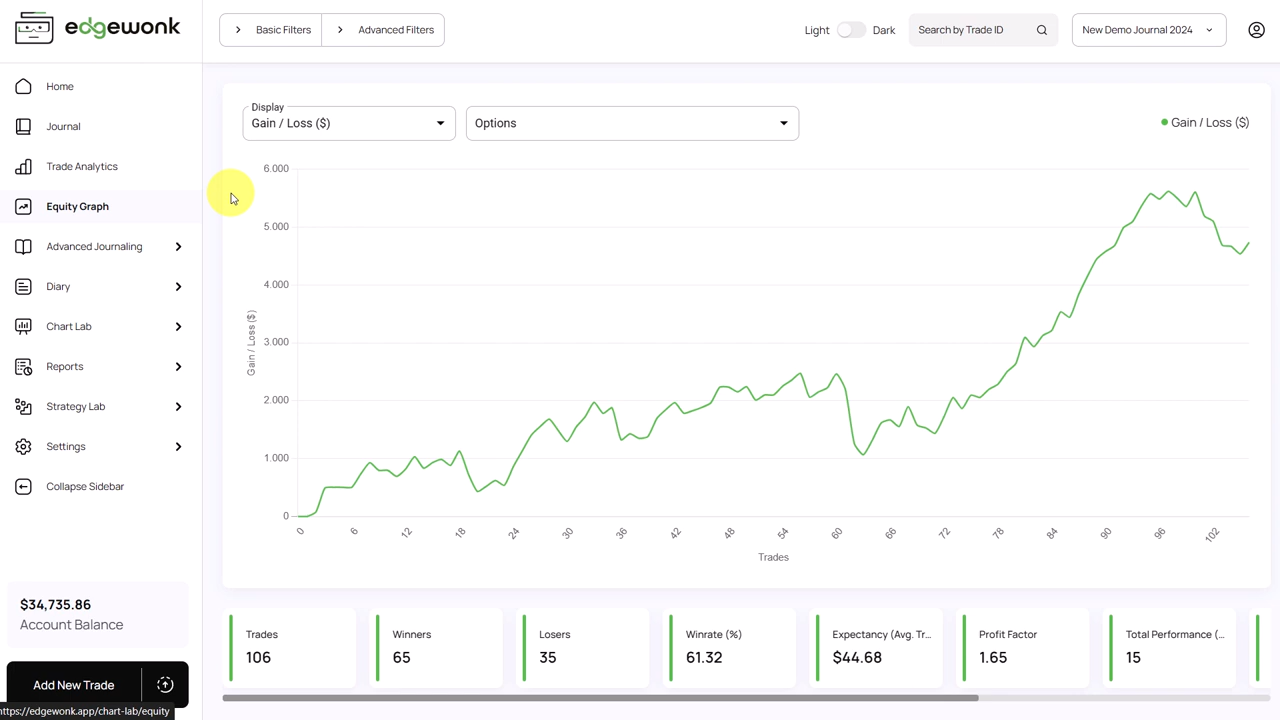 edgewonk
Basic Filters
Advanced Filters
Light
Dark
Search by Trade ID
New Demo Journal 2024
Home
Journal
Trade Analytics
Equity Graph
Advanced Journaling
Diary
Chart Lab
Reports
Strategy Lab
Settings
Collapse Sidebar
$34,735.86
Account Balance
Add New Trade
https://edgewonk.app/chart-lab/equity
Display
Gain / Loss ($)
Options
Gain / Loss ($)
6.000
5.000
4.000
3.000
2.000
1.000
0
Gain / Loss ($)
0 6 12 18 24 30 36 42 48 54 60 66 72 78 84 90 96 102
Trades
Trades
106
Winners
65
Losers
35
Winrate (%)
61.32
Expectancy (Avg. Tr...
$44.68
Profit Factor
1.65
Total Performance (...
15